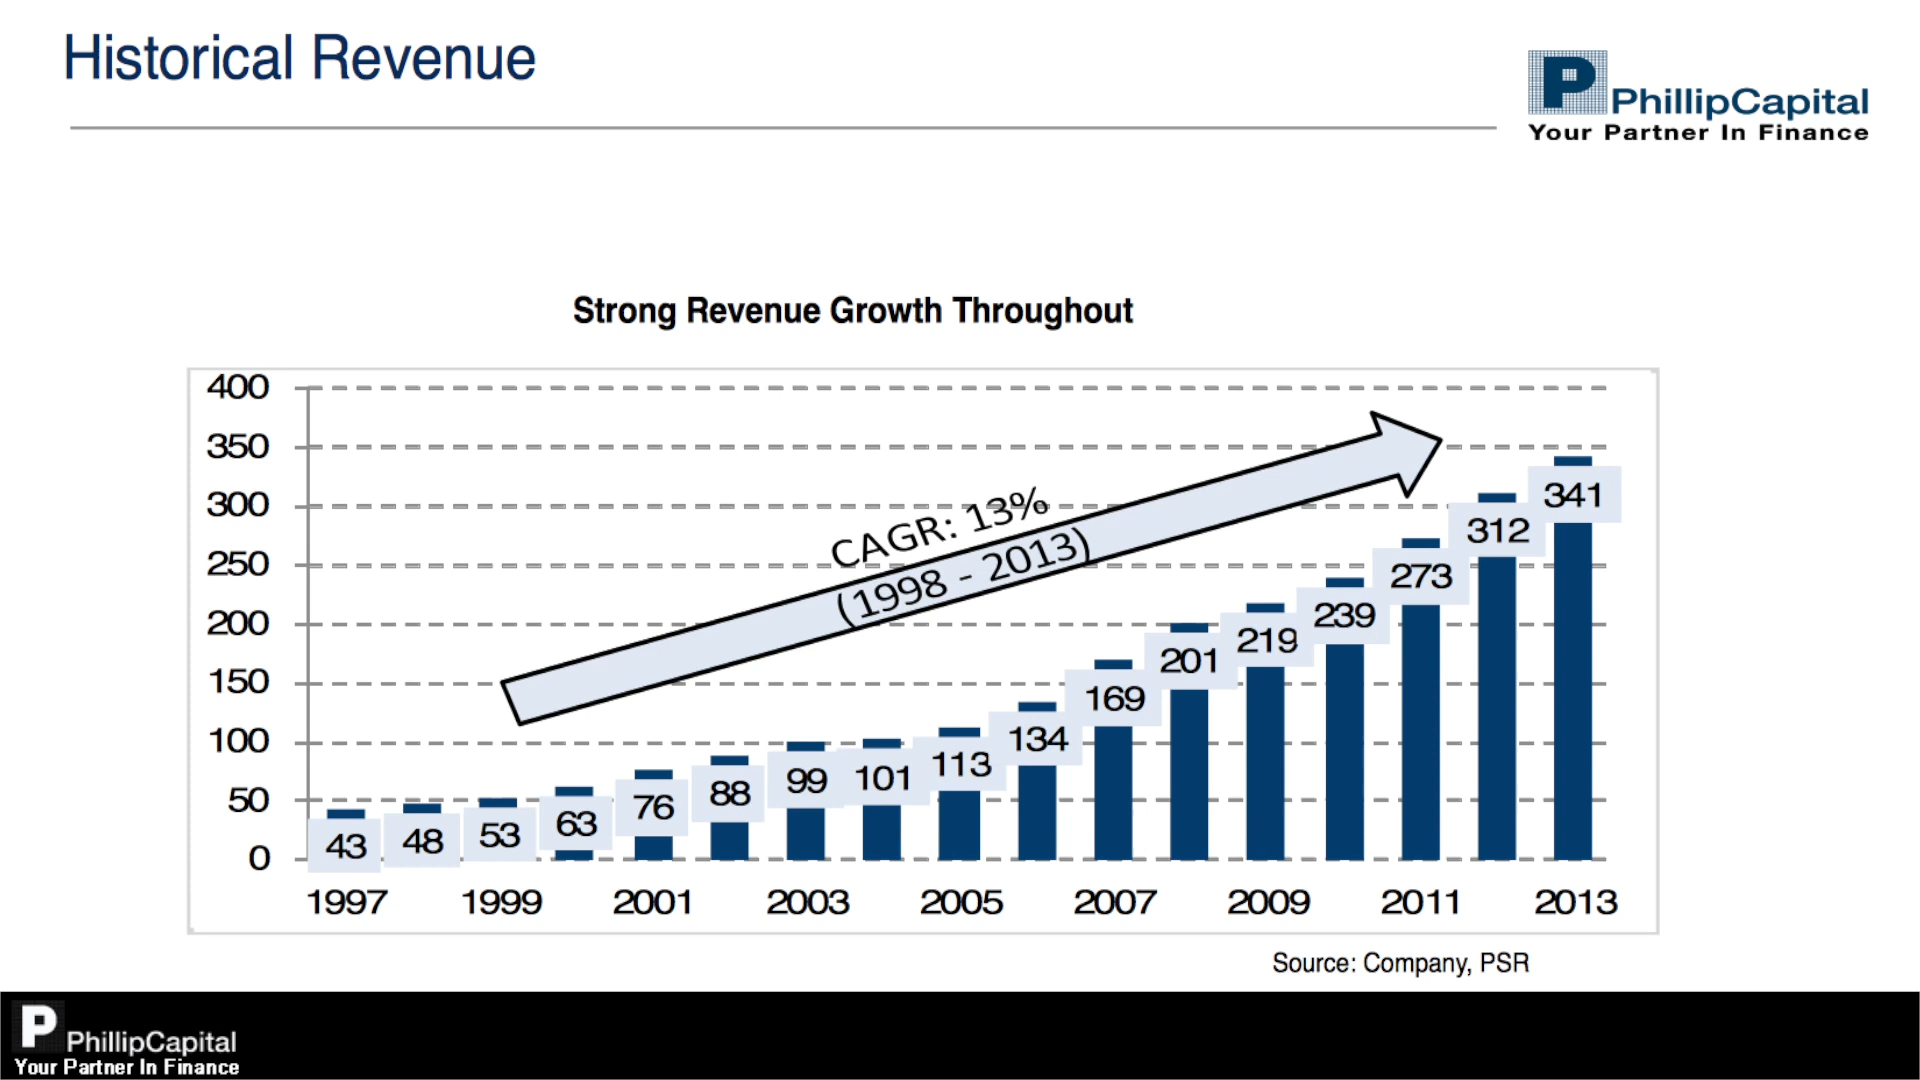 Historical Revenue
P PhillipCapital
Your Partner In Finance
Strong Revenue Growth Throughout
400
350
300
250
200
150
100
50
0
CAGR: 13%
(1998 - 2013)
43 48 53 63 76 88 99 101 113 134 169 201 219 239 273 312 341
1997 1999 2001 2003 2005 2007 2009 2011 2013
Source: Company, PSR
P PhillipCapital
Your Partner In Finance